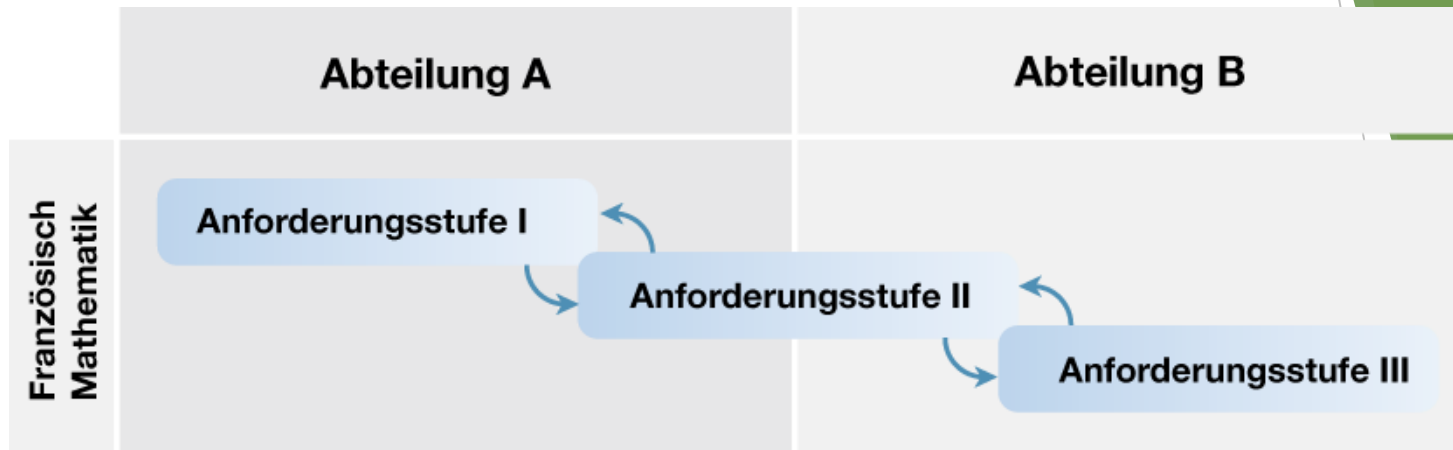 Abteilung A
Abteilung B
Französisch
Mathematik
Anforderungsstufe I
Anforderungsstufe II
Anforderungsstufe III